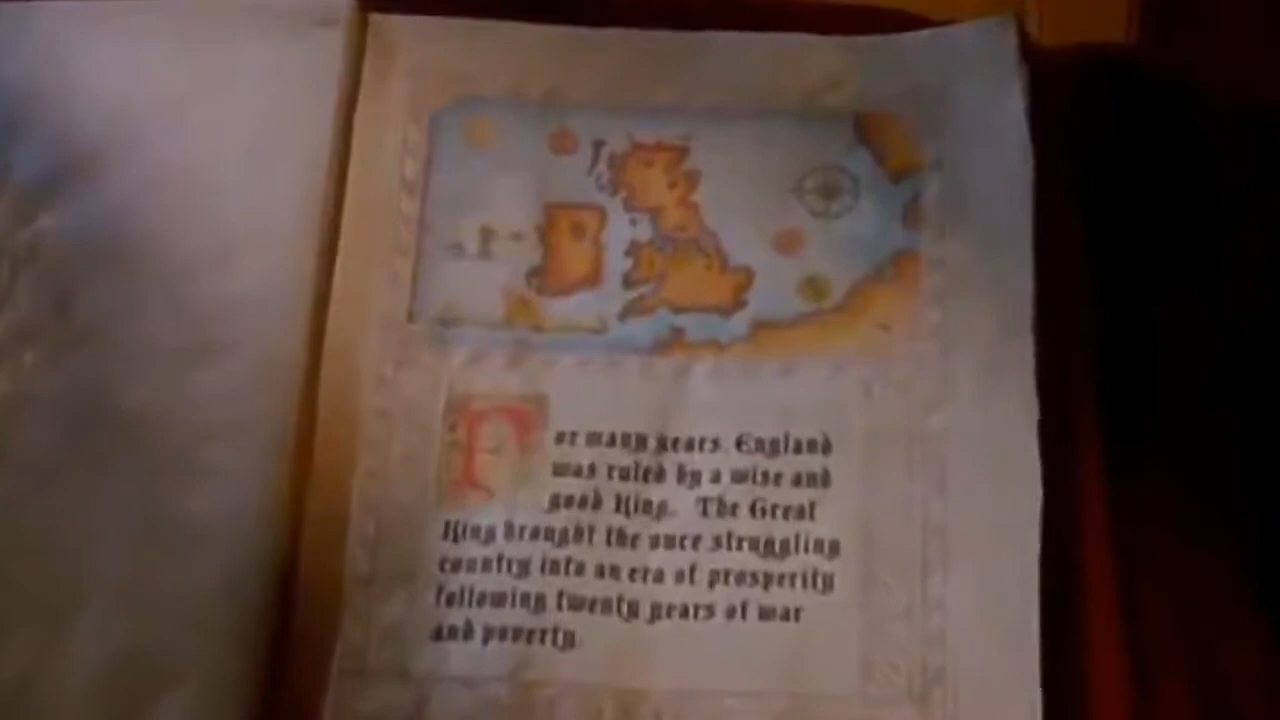 For many years, England
was ruled by a wise and
good King. The Great
King brought the once struggling
country into an era of prosperity
following twenty years of war
and poverty.